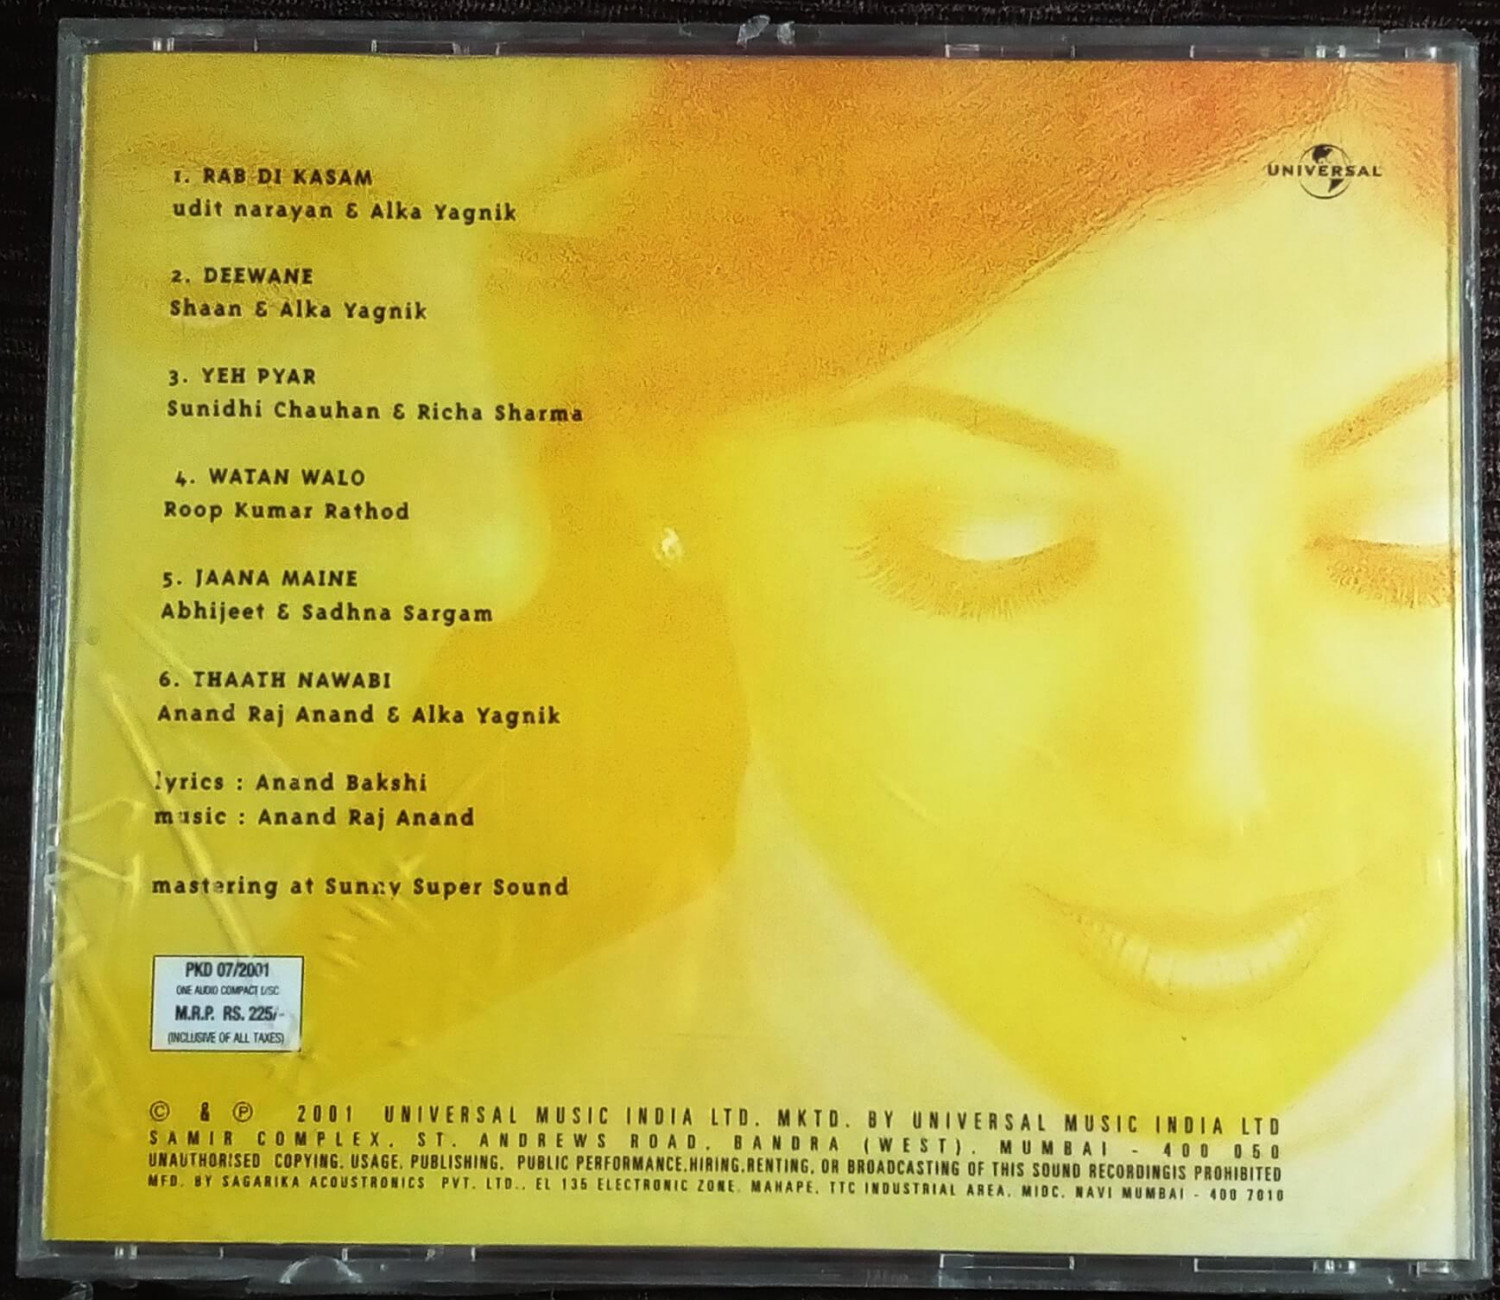 UNIVERSAL
1. RAB DI KASAM
udit narayan & Alka Yagnik
2. DEEWANE
Shaan & Alka Yagnik
3. YEH PYAR
Sunidhi Chauhan & Richa Sharma
4. WATAN WALO
Roop Kumar Rathod
5. JAANA MAINE
Abhijeet & Sadhna Sargam
6. THAATH NAWABI
Anand Raj Anand & Alka Yagnik
lyrics : Anand Bakshi
music : Anand Raj Anand
mastering at Sunny Super Sound
PKD 07/2001
ONE AUDIO COMPACT DISC
M.R.P. RS. 225/-
(INCLUSIVE OF ALL TAXES)
© & ℗ 2001 UNIVERSAL MUSIC INDIA LTD. MKTD. BY UNIVERSAL MUSIC INDIA LTD
SAMIR COMPLEX, ST. ANDREWS ROAD, BANDRA (WEST), MUMBAI - 400 050
UNAUTHORISED COPYING, USAGE, PUBLISHING, PUBLIC PERFORMANCE,HIRING,RENTING, OR BROADCASTING OF THIS SOUND RECORDINGIS PROHIBITED
MFD. BY SAGARIKA ACOUSTRONICS PVT. LTD., EL 135 ELECTRONIC ZONE, MAHAPE, TTC INDUSTRIAL AREA, MIDC, NAVI MUMBAI - 400 7010